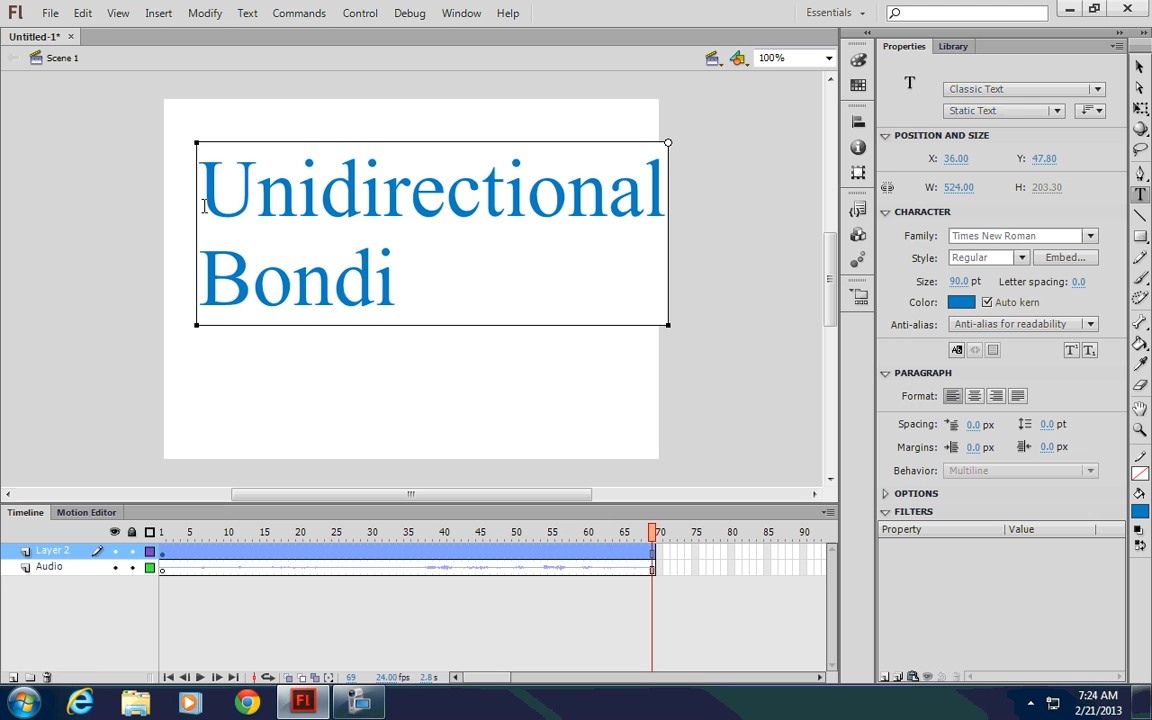 Fl File Edit View Insert Modify Text Commands Control Debug Window Help Essentials
Untitled-1* × Properties Library
Scene 1 100%
T Classic Text
Static Text
POSITION AND SIZE
X: 36.00 Y: 47.80
W: 524.00 H: 203.30
CHARACTER
Family: Times New Roman
Style: Regular Embed...
Size: 90.0 pt Letter spacing: 0.0
Color: Auto kern
Anti-alias: Anti-alias for readability
PARAGRAPH
Format:
Spacing: 0.0 px 0.0 pt
Margins: 0.0 px 0.0 px
Behavior: Multiline
OPTIONS
FILTERS
Property Value
Unidirectional
Bondi
Timeline Motion Editor
1 5 10 15 20 25 30 35 40 45 50 55 60 65 70 75 80 85 90
Layer 2
Audio
69 24.00 fps 2.8 s
Fl
7:24 AM
2/21/2013